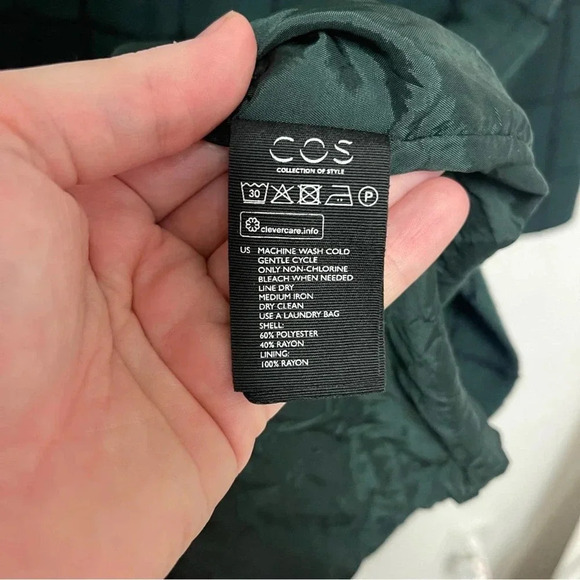 COS
COLLECTION OF STYLE
30 P
clevercare.info
US MACHINE WASH COLD
GENTLE CYCLE
ONLY NON-CHLORINE
BLEACH WHEN NEEDED
LINE DRY
MEDIUM IRON
DRY CLEAN
USE A LAUNDRY BAG
SHELL:
60% POLYESTER
40% RAYON
LINING:
100% RAYON